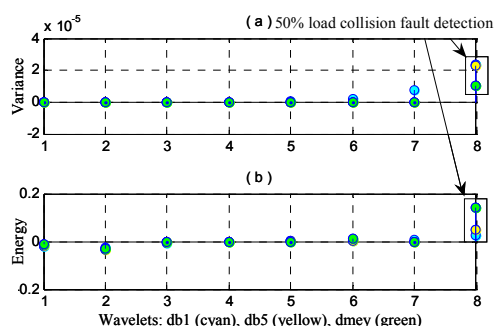 ( a ) 50% load collision fault detection
x 10-5
Variance
4
2
0
-2
1 2 3 4 5 6 7 8
( b )
Energy
0.2
0
-0.2
1 2 3 4 5 6 7 8
Wavelets: db1 (cyan), db5 (yellow), dmey (green)